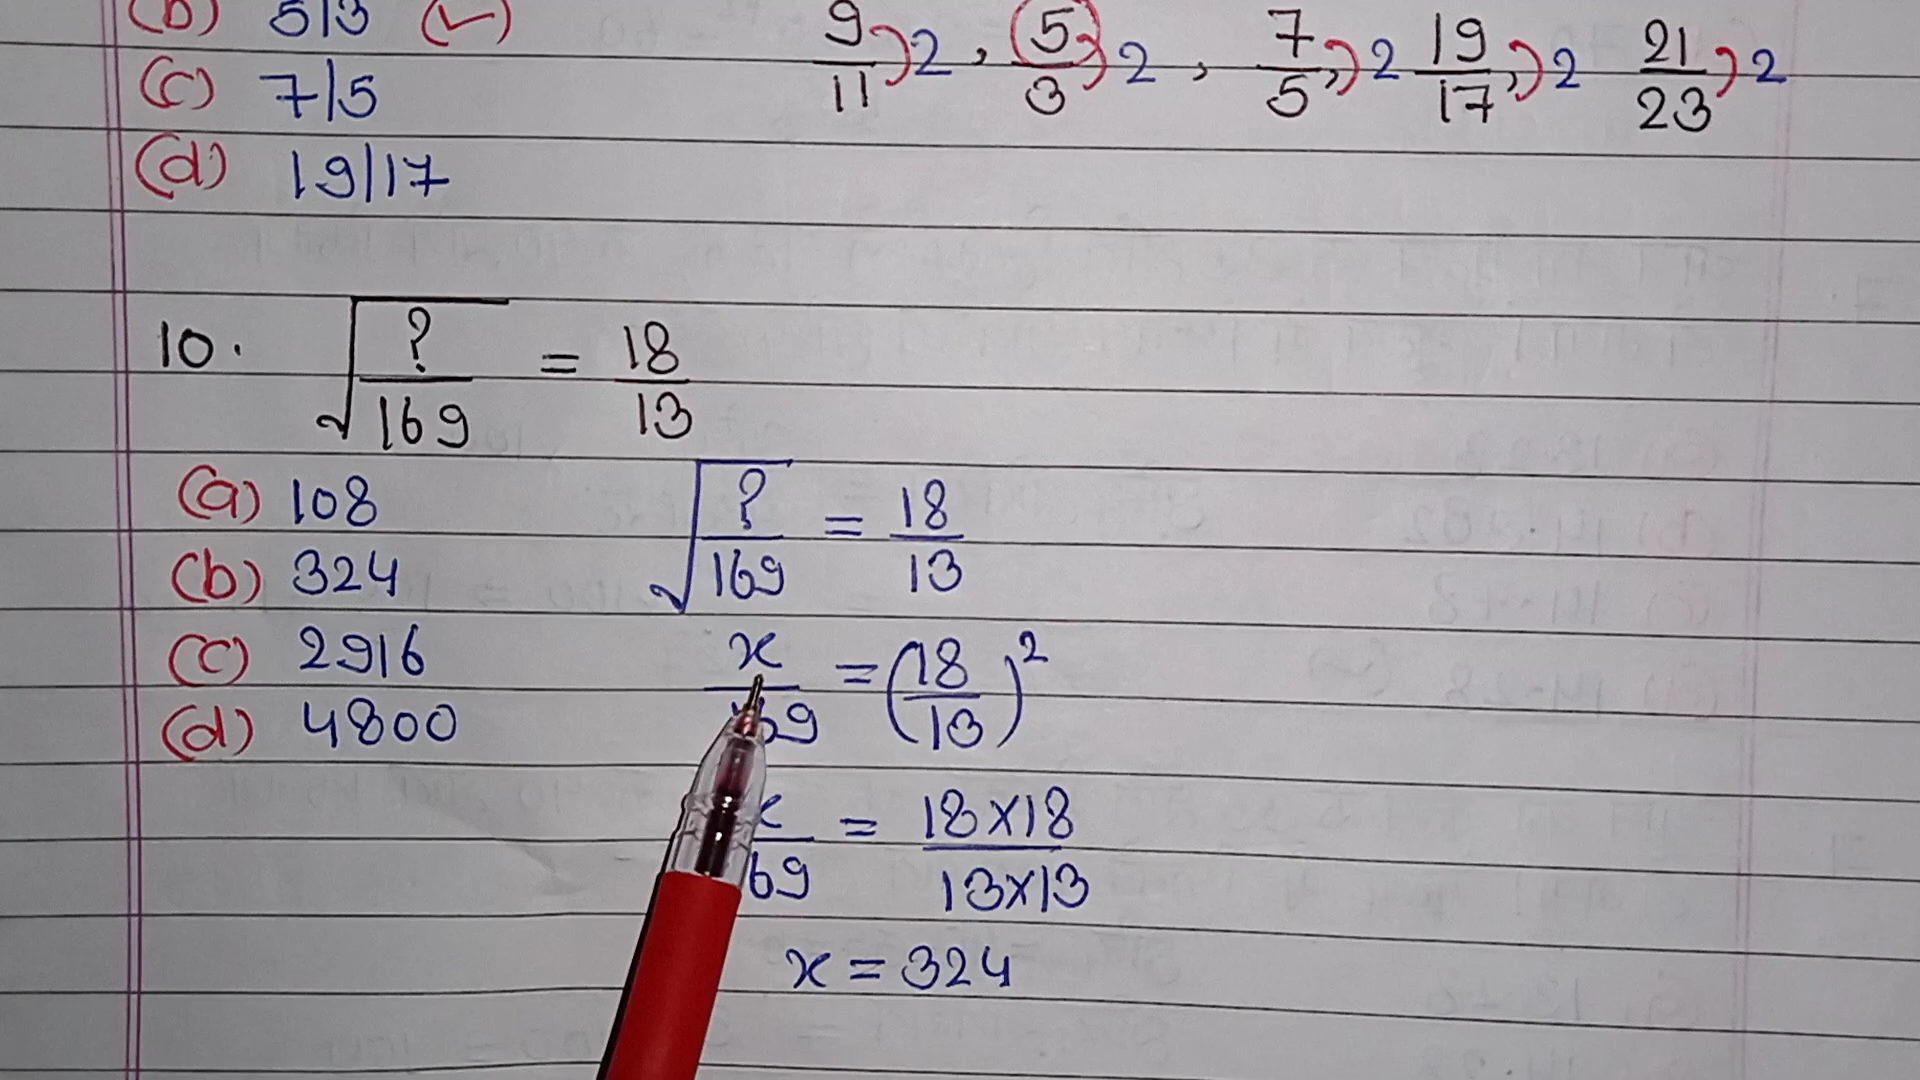 (b) 5/3 (✓)
9/11 )2 , 5/3 )2 , 7/5, )2 19/17, )2 21/23 )2
(c) 7/5
(d) 19/17
10. √(?/169) = 18/13
(a) 108
(b) 324
(c) 2916
(d) 4800
√(?/169) = 18/13
x/69 = (18/13)²
x/69 = 18×18/13×13
x = 324